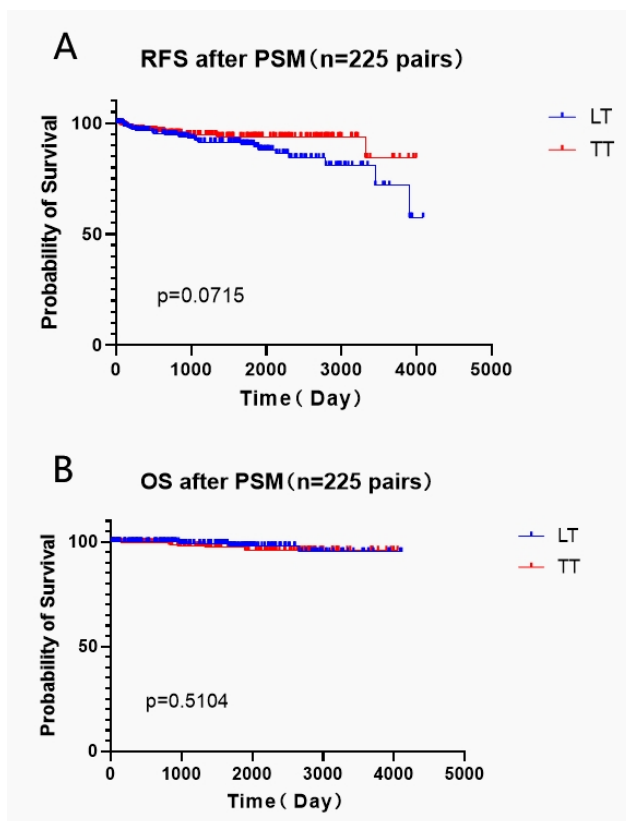 A
RFS after PSM（n=225 pairs）
LT
TT
Probability of Survival
100
50
0
p=0.0715
0 1000 2000 3000 4000 5000
Time（ Day）
B
OS after PSM（n=225 pairs）
LT
TT
Probability of Survival
100
50
0
p=0.5104
0 1000 2000 3000 4000 5000
Time（ Day）